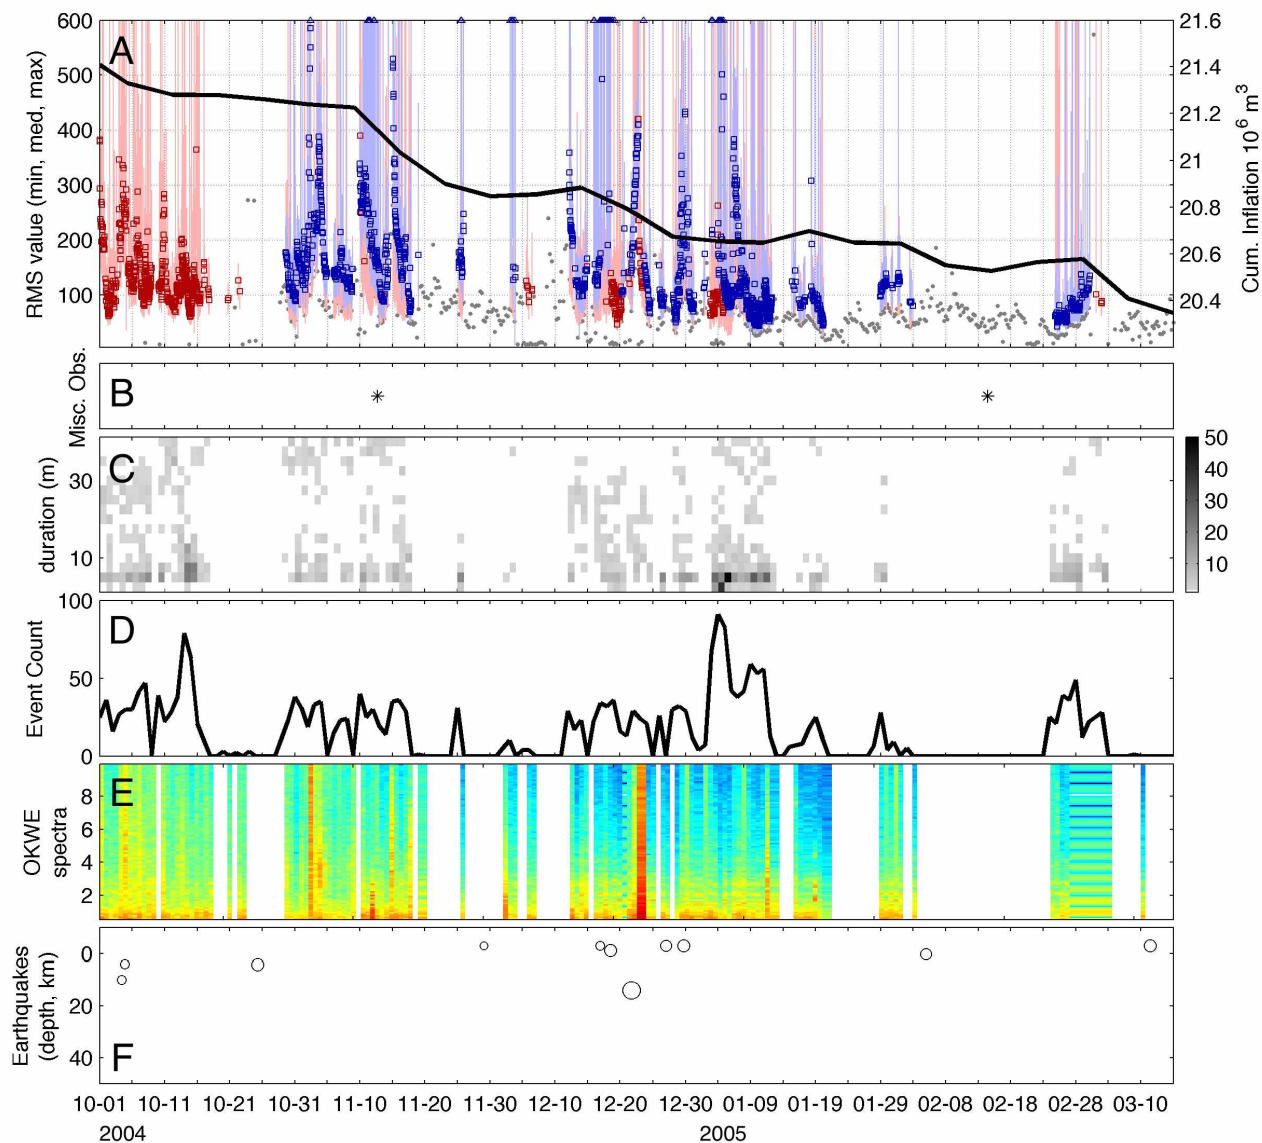 A
600
500
400
300
200
100
RMS value (min, med, max)
21.6
21.4
21.2
21
20.8
20.6
20.4
Cum. Inflation 10⁶ m³
B
Misc. Obs.
C
30
10
duration (m)
50
40
30
20
10
D
100
50
0
Event Count
E
8
6
4
2
OKWE
spectra
F
0
20
40
Earthquakes
(depth, km)
10-01 10-11 10-21 10-31 11-10 11-20 11-30 12-10 12-20 12-30 01-09 01-19 01-29 02-08 02-18 02-28 03-10
2004 2005